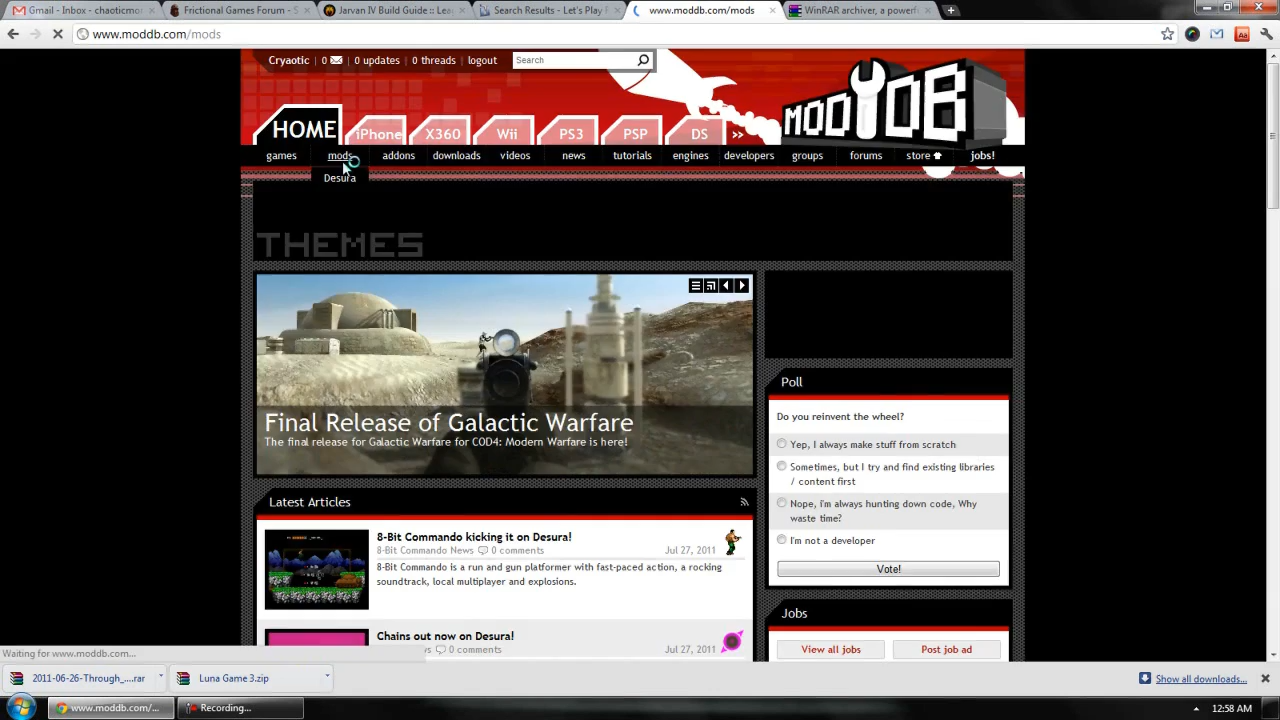 Gmail - Inbox - chaoticmo
Frictional Games Forum - S
Jarvan IV Build Guide :: Lea
Search Results - Let's Play
www.moddb.com/mods
WinRAR archiver, a powerf
www.moddb.com/mods
Cryaotic | 0 | 0 updates | 0 threads | logout
Search
MODDB
HOME
iPhone
X360
Wii
PS3
PSP
DS
»
games
mods
addons
downloads
videos
news
tutorials
engines
developers
groups
forums
store
jobs!
Desura
THEMES
Final Release of Galactic Warfare
The final release for Galactic Warfare for COD4: Modern Warfare is here!
Poll
Do you reinvent the wheel?
Yep, I always make stuff from scratch
Sometimes, but I try and find existing libraries
/ content first
Nope, I'm always hunting down code, Why
waste time?
I'm not a developer
Vote!
Latest Articles
8-Bit Commando kicking it on Desura!
8-Bit Commando News 0 comments Jul 27, 2011
8-Bit Commando is a run and gun platformer with fast-paced action, a rocking
soundtrack, local multiplayer and explosions.
Chains out now on Desura!
0 comments Jul 27, 2011
Jobs
View all jobs
Post job ad
Waiting for www.moddb.com...
2011-06-26-Through_....rar
Luna Game 3.zip
Show all downloads...
www.moddb.com/...
Recording...
12:58 AM